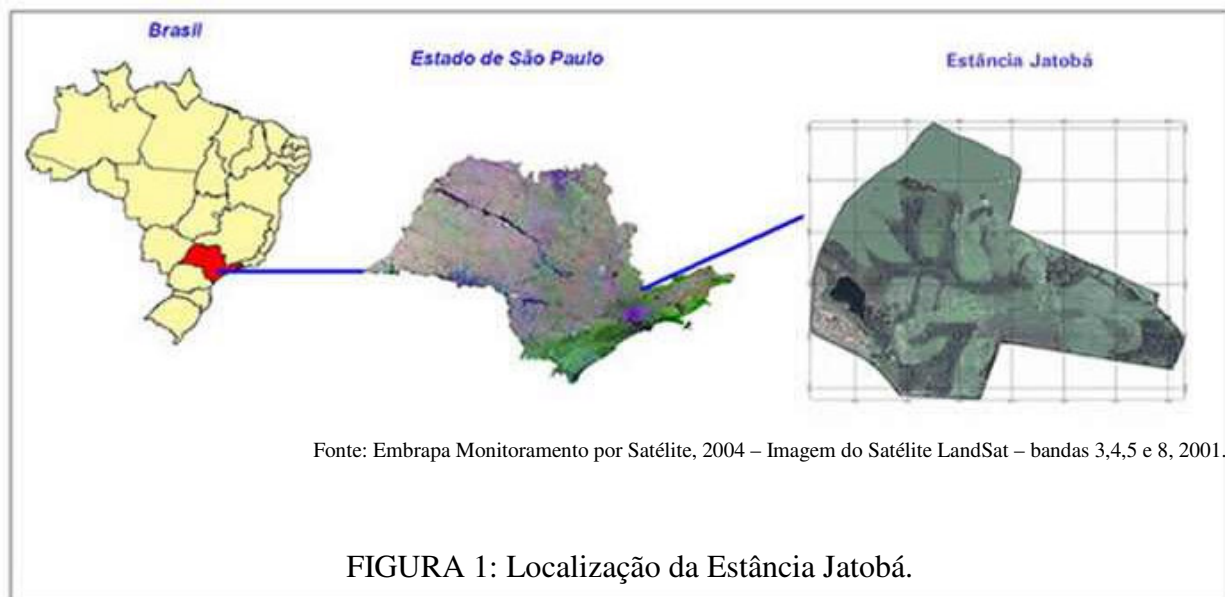 Brasil
Estado de São Paulo
Estância Jatobá
Fonte: Embrapa Monitoramento por Satélite, 2004 – Imagem do Satélite LandSat – bandas 3,4,5 e 8, 2001.
FIGURA 1: Localização da Estância Jatobá.